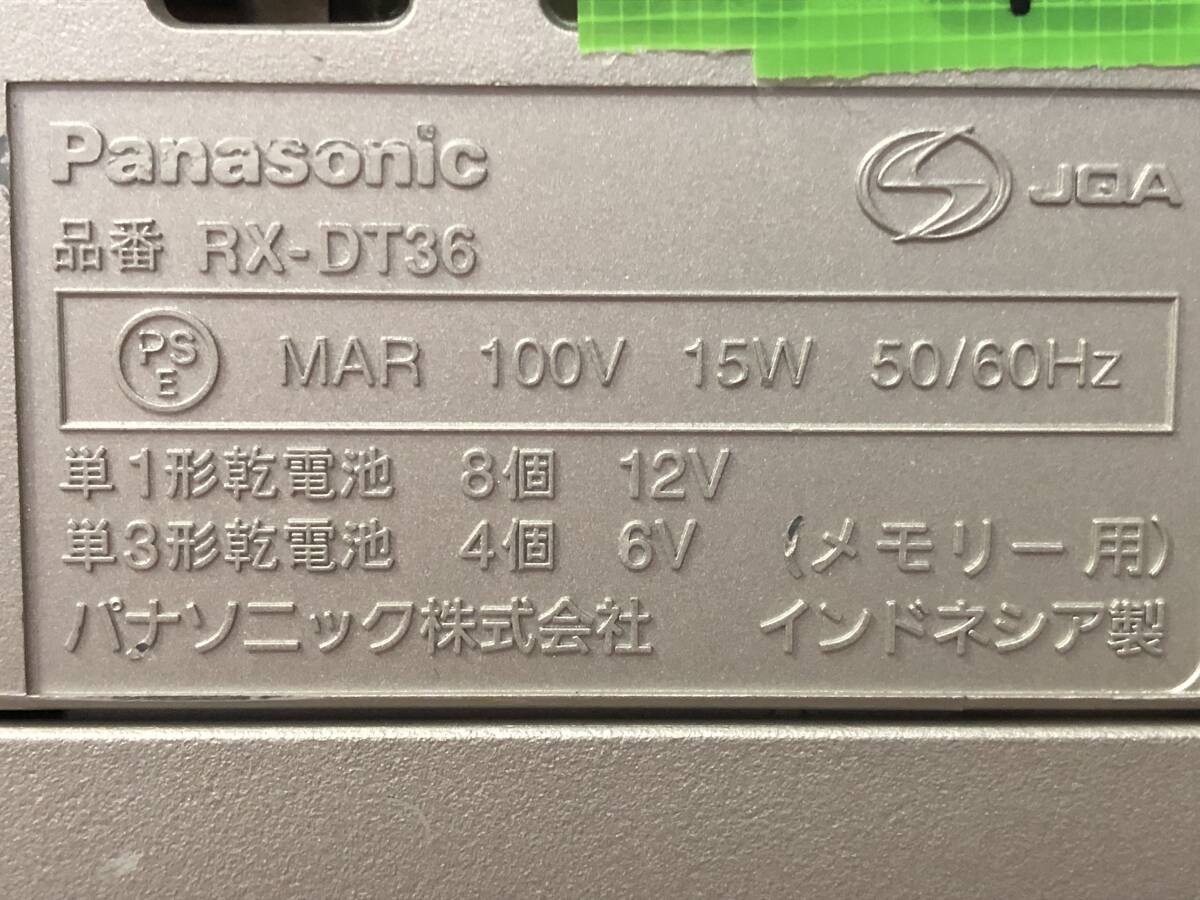 Panasonic
JQA
品番 RX-DT36
PS
E
MAR 100V 15W 50/60Hz
単1形乾電池 8個 12V
単3形乾電池 4個 6V (メモリー用)
パナソニック株式会社 インドネシア製